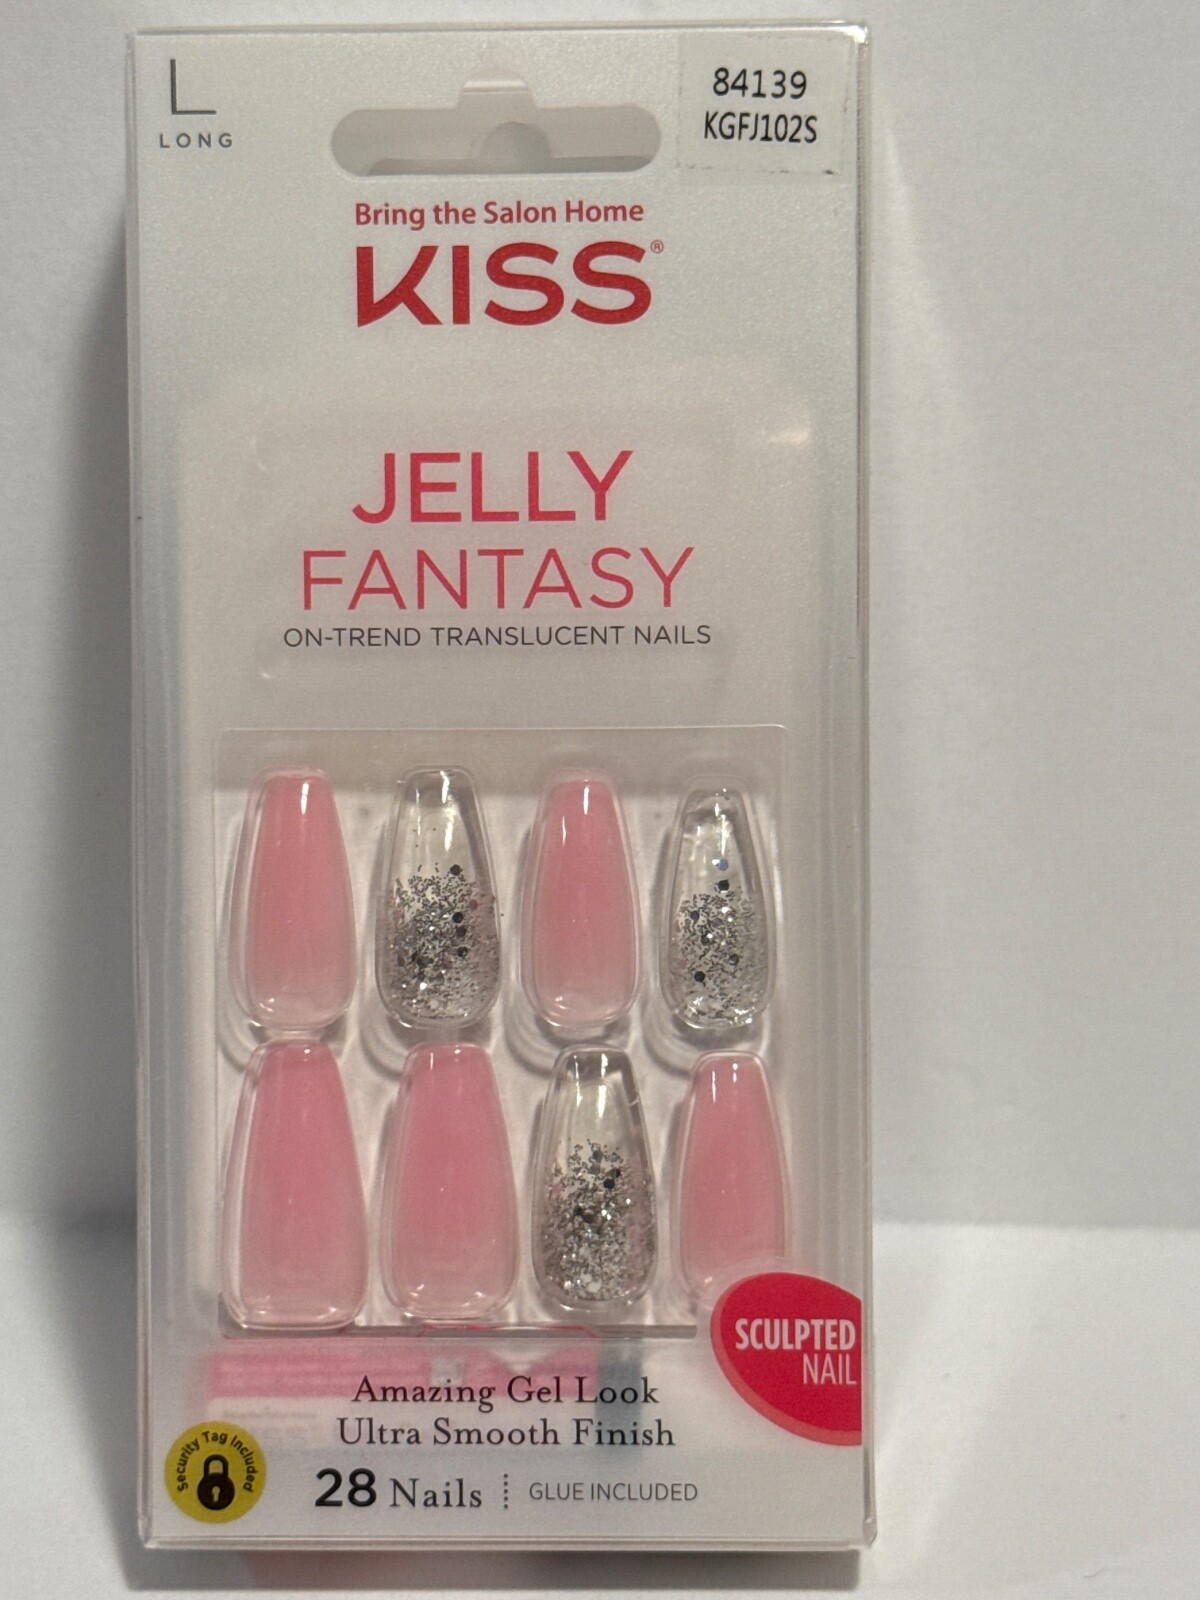 L
LONG
84139
KGFJ102S
Bring the Salon Home
KISS®
JELLY
FANTASY
ON-TREND TRANSLUCENT NAILS
SCULPTED
NAIL
Amazing Gel Look
Ultra Smooth Finish
Security Tag Included
28 Nails
GLUE INCLUDED